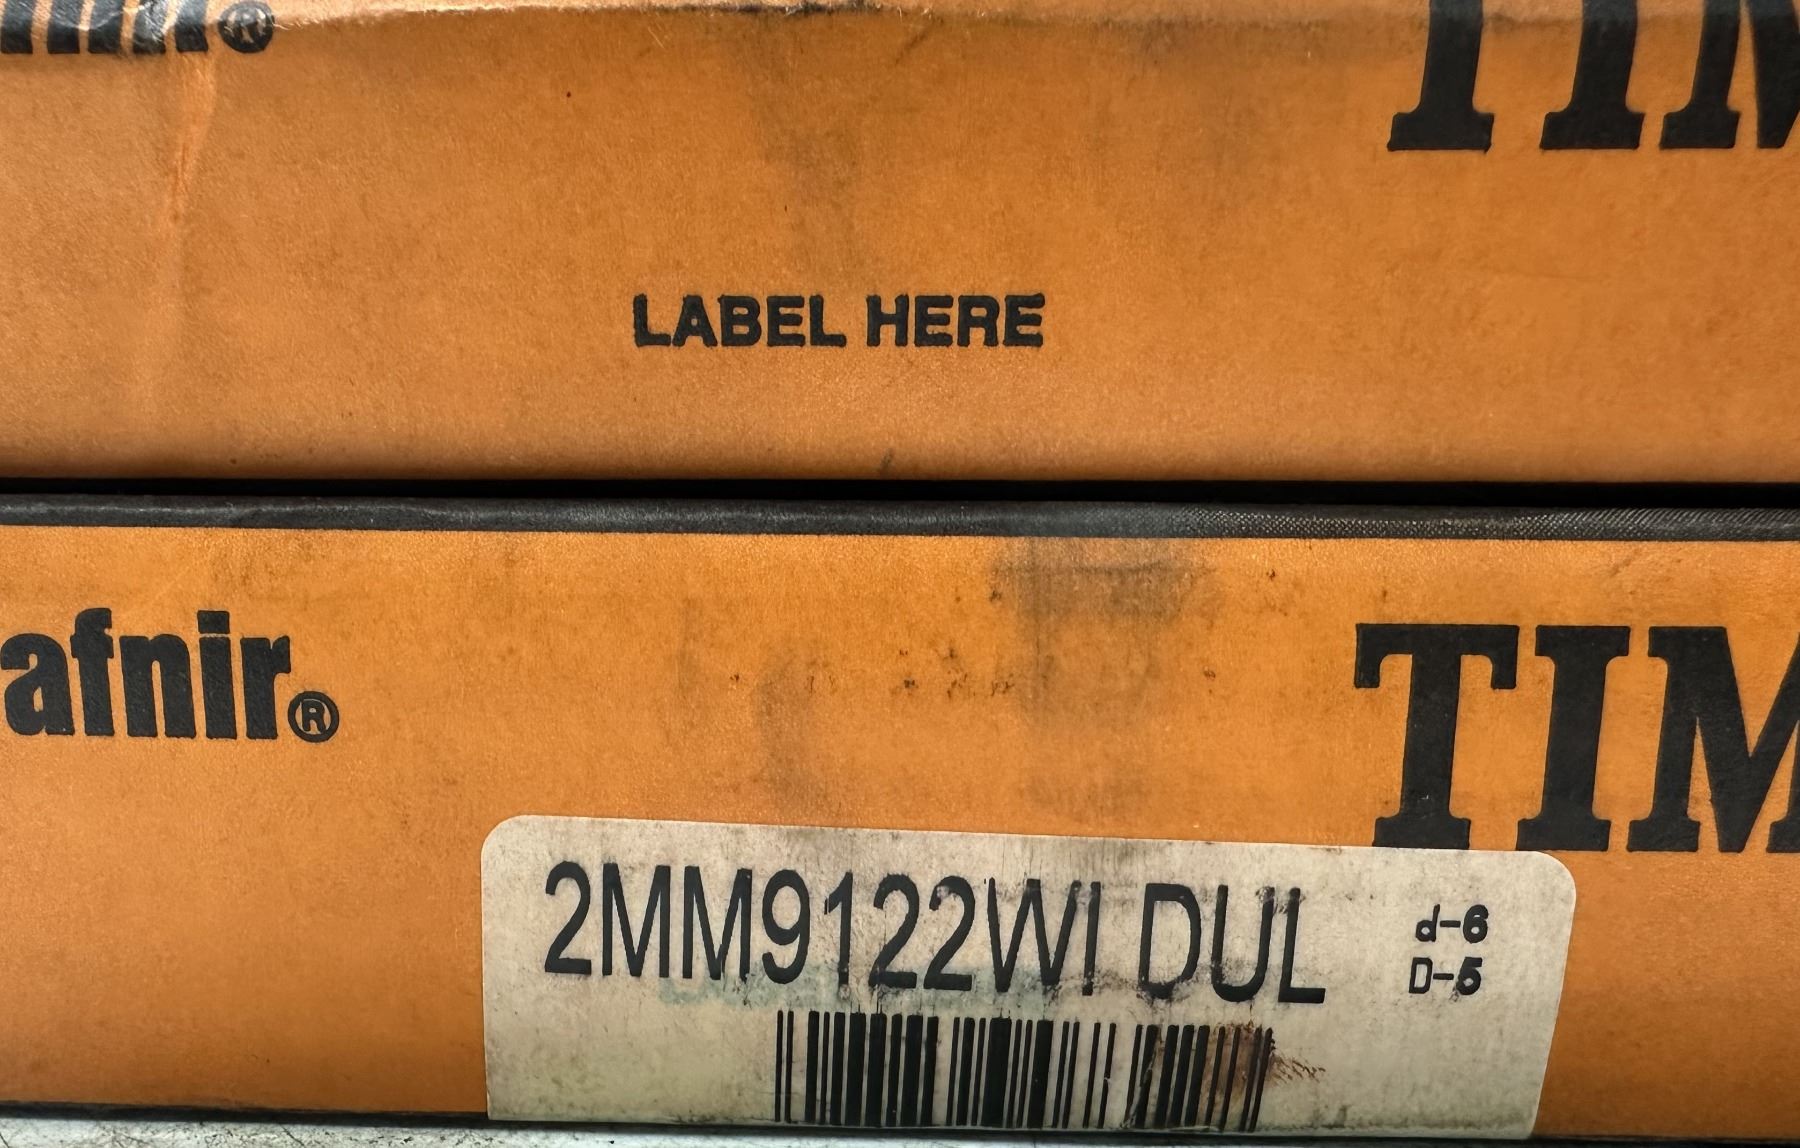 afnir®
TIM
LABEL HERE
afnir®
TIM
2MM9122WI DUL
d-6
D-5